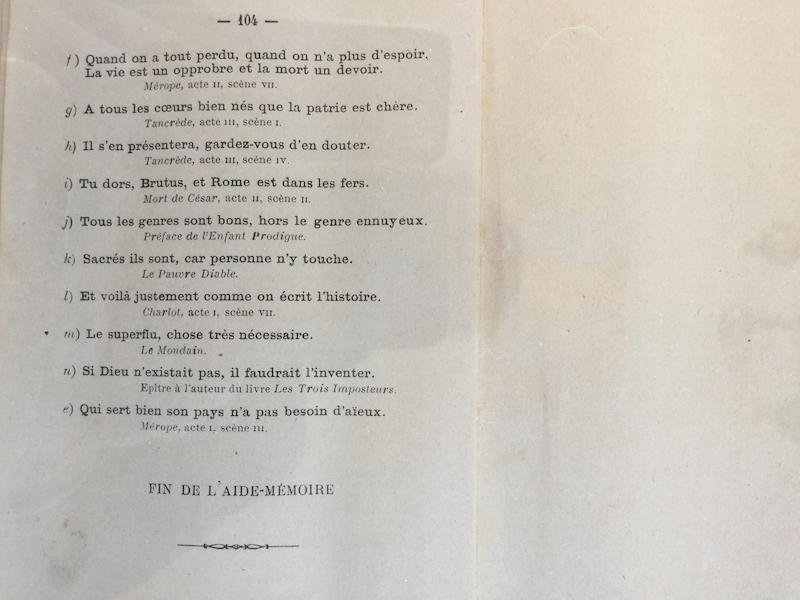 — 104 —
f) Quand on a tout perdu, quand on n'a plus d'espoir,
La vie est un opprobre et la mort un devoir.
Mérope, acte II, scène VII.
g) A tous les cœurs bien nés que la patrie est chère.
Tancrède, acte III, scène I.
h) Il s'en présentera, gardez-vous d'en douter.
Tancrède, acte III, scène IV.
i) Tu dors, Brutus, et Rome est dans les fers.
Mort de César, acte II, scène II.
j) Tous les genres sont bons, hors le genre ennuyeux.
Préface de l'Enfant Prodigue.
k) Sacrés ils sont, car personne n'y touche.
Le Pauvre Diable.
l) Et voilà justement comme on écrit l'histoire.
Charlot, acte I, scène VII.
m) Le superflu, chose très nécessaire.
Le Mondain.
n) Si Dieu n'existait pas, il faudrait l'inventer.
Epître à l'auteur du livre Les Trois Imposteurs.
e) Qui sert bien son pays n'a pas besoin d'aïeux.
Mérope, acte I, scène III.
FIN DE L'AIDE-MÉMOIRE